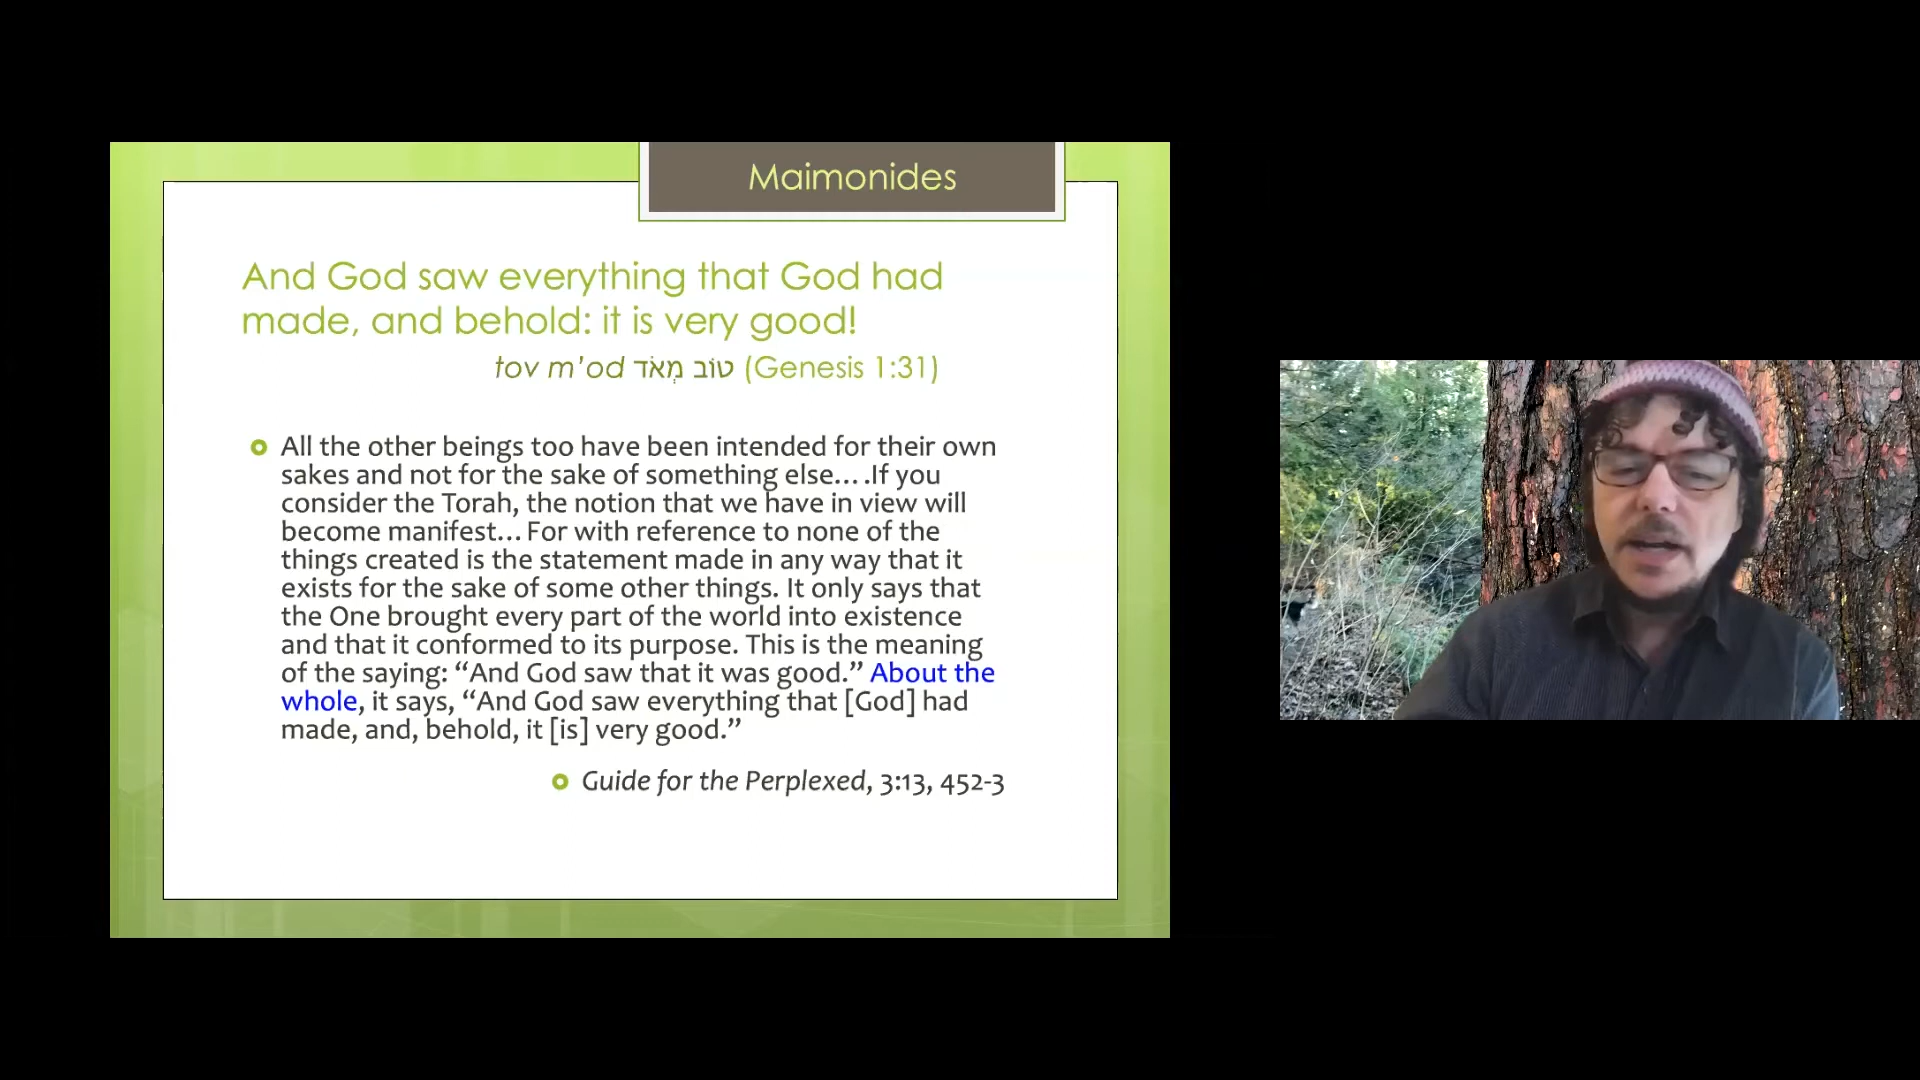 Maimonides
And God saw everything that God had
made, and behold: it is very good!
tov m’od טוֹב מְאֹד (Genesis 1:31)
All the other beings too have been intended for their own
sakes and not for the sake of something else….If you
consider the Torah, the notion that we have in view will
become manifest… For with reference to none of the
things created is the statement made in any way that it
exists for the sake of some other things. It only says that
the One brought every part of the world into existence
and that it conformed to its purpose. This is the meaning
of the saying: “And God saw that it was good.” About the
whole, it says, “And God saw everything that [God] had
made, and, behold, it [is] very good.”
Guide for the Perplexed, 3:13, 452-3